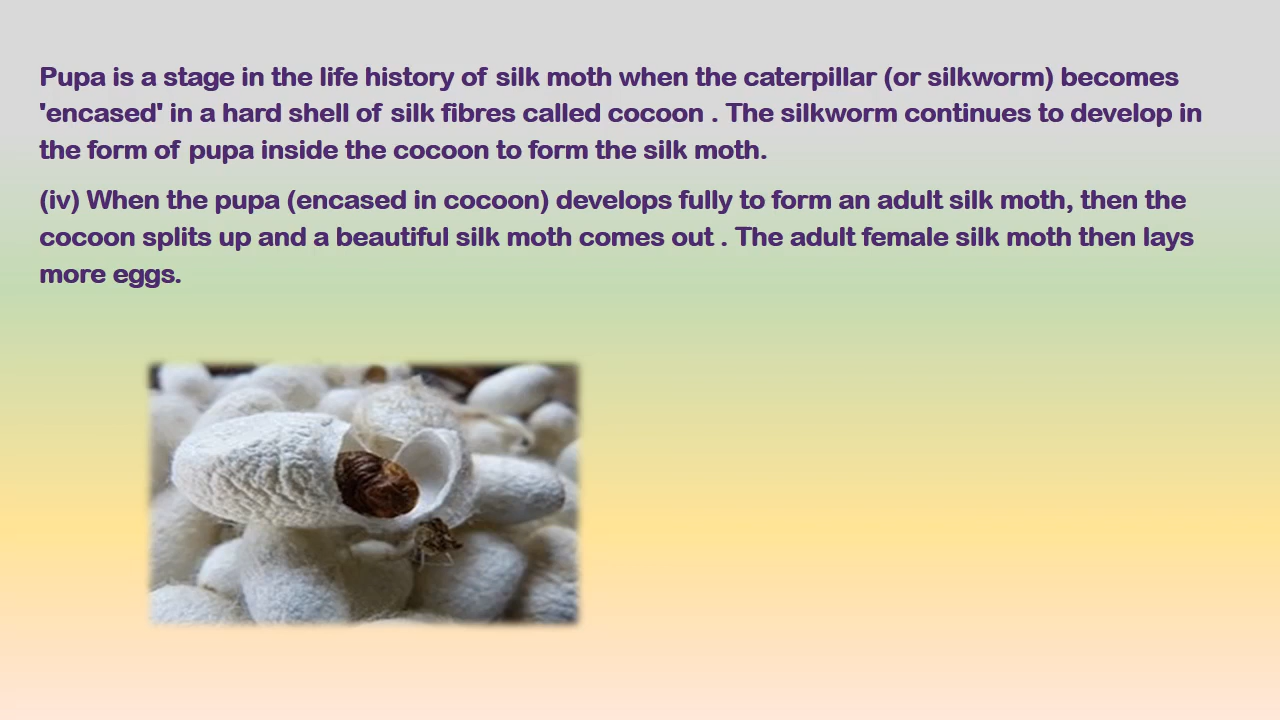 Pupa is a stage in the life history of silk moth when the caterpillar (or silkworm) becomes
'encased' in a hard shell of silk fibres called cocoon . The silkworm continues to develop in
the form of pupa inside the cocoon to form the silk moth.
(iv) When the pupa (encased in cocoon) develops fully to form an adult silk moth, then the
cocoon splits up and a beautiful silk moth comes out . The adult female silk moth then lays
more eggs.